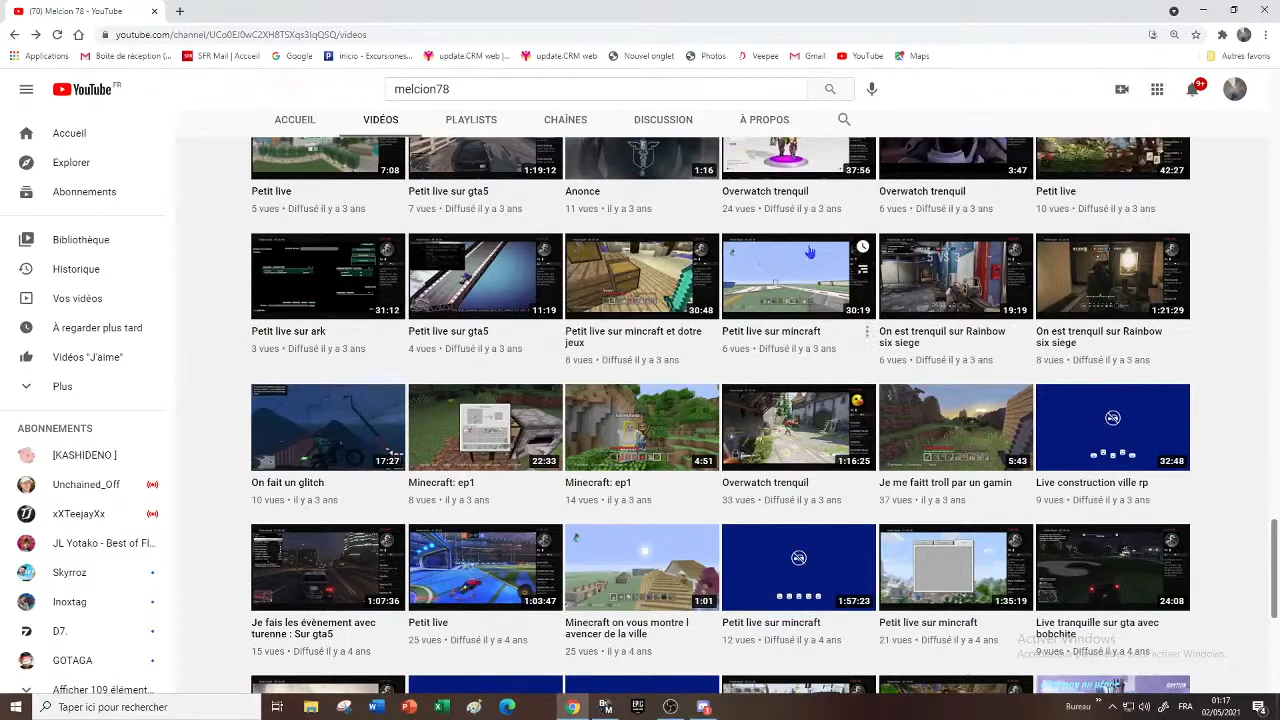 (70) Melcion 78 - YouTube
youtube.com/channel/UCo0EJ0wC2XH8TSXqs3lqQSQ/videos
Applications
Boîte de réception (...
SFR Mail | Accueil
Google
inicio - Excursiones...
update.CRM web |...
update.CRM web
Nouvel onglet
Photos
Yeepee
Gmail
YouTube
Maps
Autres favoris
YouTube FR
melcion78
9+
ACCUEIL
VIDÉOS
PLAYLISTS
CHAÎNES
DISCUSSION
À PROPOS
Accueil
Explorer
Abonnements
Bibliothèque
Historique
Vos vidéos
À regarder plus tard
Vidéos "J'aime"
Plus
ABONNEMENTS
[KASHIDENO ]
Unchained_Off
xXTeejayXx
JL Yotsu - Best of Fl...
Skyrroz
Inoxtag
D7.
GOTAGA
7:08
1:19:12
1:16
37:56
3:47
42:27
Petit live
Petit live sur gta5
Anonce
Overwatch trenquil
Overwatch trenquil
Petit live
5 vues • Diffusé il y a 3 ans
7 vues • Diffusé il y a 3 ans
11 vues • il y a 3 ans
24 vues • Diffusé il y a 3 ans
6 vues • Diffusé il y a 3 ans
10 vues • Diffusé il y a 3 ans
31:12
11:19
30:48
30:19
19:19
1:21:29
Petit live sur ark
Petit live sur gta5
Petit live sur mincraft et dotre
jeux
Petit live sur mincraft
On est trenquil sur Rainbow
six siege
On est trenquil sur Rainbow
six siege
3 vues • Diffusé il y a 3 ans
4 vues • Diffusé il y a 3 ans
8 vues • Diffusé il y a 3 ans
6 vues • Diffusé il y a 3 ans
6 vues • Diffusé il y a 3 ans
8 vues • Diffusé il y a 3 ans
17:27
22:33
4:51
1:16:25
5:43
32:48
On fait un glitch
Minecraft: ep1
Minecraft: ep1
Overwatch trenquil
Je me faitt troll par un gamin
Live construction ville rp
10 vues • il y a 3 ans
8 vues • il y a 3 ans
14 vues • il y a 3 ans
33 vues • Diffusé il y a 3 ans
37 vues • il y a 3 ans
9 vues • Diffusé il y a 3 ans
1:07:36
1:03:47
1:01
1:57:23
1:35:19
24:08
Je fais les évènement avec
turenne : Sur gta5
Petit live
Minecraft on vous montre l
avencer de la ville
Petit live sur mincraft
Petit live sur mincraft
Live tranquille sur gta avec
bobchite
15 vues • Diffusé il y a 3 ans
25 vues • Diffusé il y a 4 ans
25 vues • il y a 4 ans
12 vues • Diffusé il y a 4 ans
21 vues • Diffusé il y a 4 ans
9 vues • Diffusé il y a 4 ans
Activer Windows
Taper ici pour rechercher
Bureau
FRA
01:17
02/05/2021